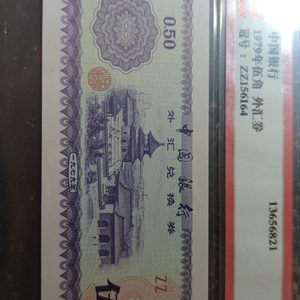 中国银行
1979年伍角 外汇券
冠号：ZZ156164
13656821
0.50
中国银行
外汇兑换券
一九七九年
伍
ZZ